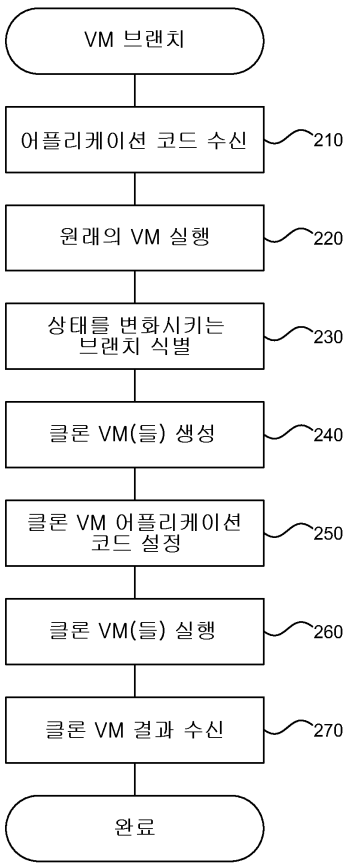 VM 브랜치
어플리케이션 코드 수신
210
원래의 VM 실행
220
상태를 변화시키는
브랜치 식별
230
클론 VM(들) 생성
240
클론 VM 어플리케이션
코드 설정
250
클론 VM(들) 실행
260
클론 VM 결과 수신
270
완료